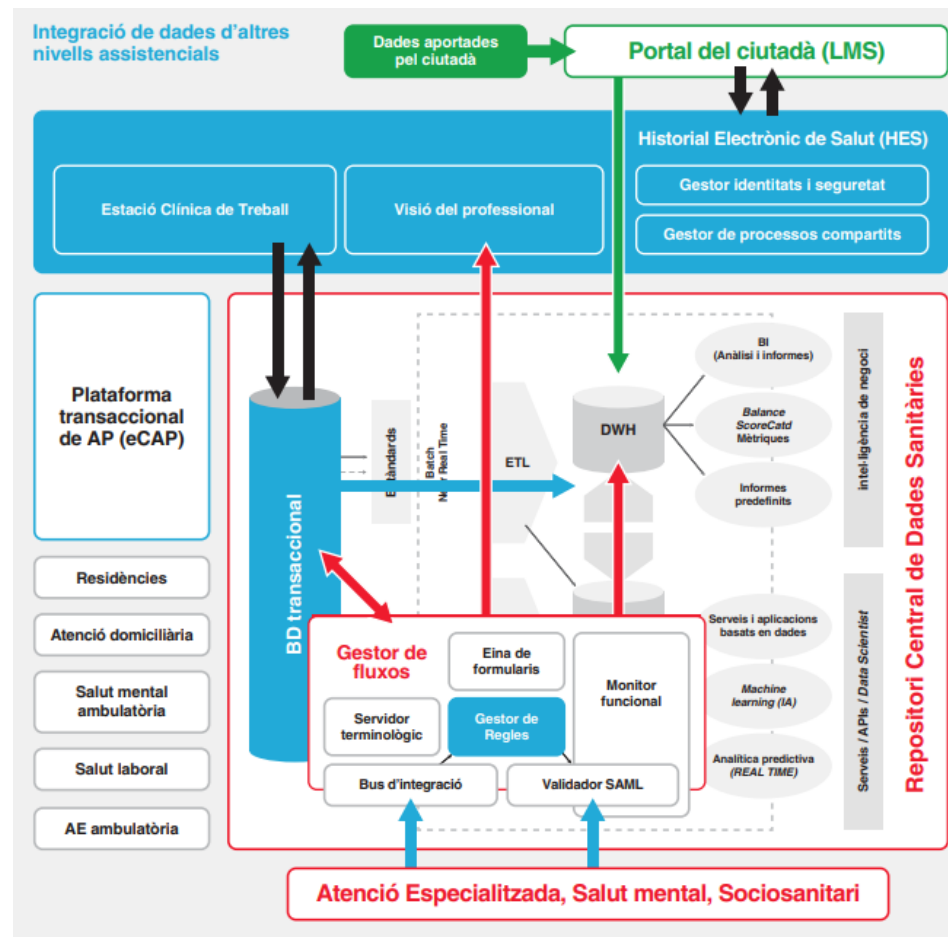 Integració de dades d'altres
nivells assistencials
Dades aportades
pel ciutadà
Portal del ciutadà (LMS)
Historial Electrònic de Salut (HES)
Estació Clínica de Treball
Visió del professional
Gestor identitats i seguretat
Gestor de processos compartits
Plataforma
transaccional
de AP (eCAP)
Residències
Atenció domiciliària
Salut mental
ambulatòria
Salut laboral
AE ambulatòria
BD transaccional
Batch
Real Time
ETL
DWH
BI
(Anàlisi i informes)
Balance
ScoreCatd
Mètriques
Informes
predefinits
intel·ligència de negoci
Gestor de
fluxos
Eina de
formularis
Servidor
terminològic
Gestor de
Regles
Monitor
funcional
Bus d'integració
Validador SAML
Serveis i aplicacions
basats en dades
Machine
learning (IA)
Analítica predictiva
(REAL TIME)
Serveis / APIs / Data Scientist
Repositori Central de Dades Sanitàries
Atenció Especialitzada, Salut mental, Sociosanitari